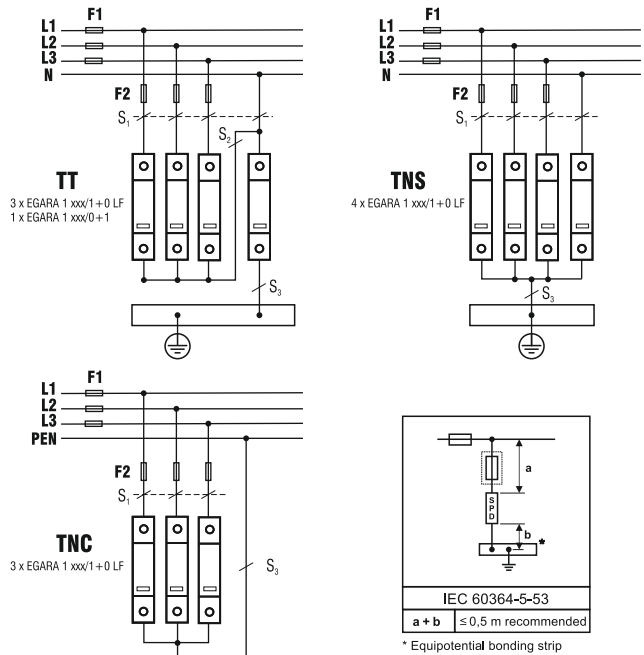 F1
L1
L2
L3
N
F2
S1
S2
TT
3 x EGARA 1 xxx/1+0 LF
1 x EGARA 1 xxx/0+1
S3
F1
L1
L2
L3
N
F2
S1
TNS
4 x EGARA 1 xxx/1+0 LF
S3
F1
L1
L2
L3
PEN
F2
S1
TNC
3 x EGARA 1 xxx/1+0 LF
S3
a
SPD
b
*
IEC 60364-5-53
a + b ≤ 0,5 m recommended
* Equipotential bonding strip